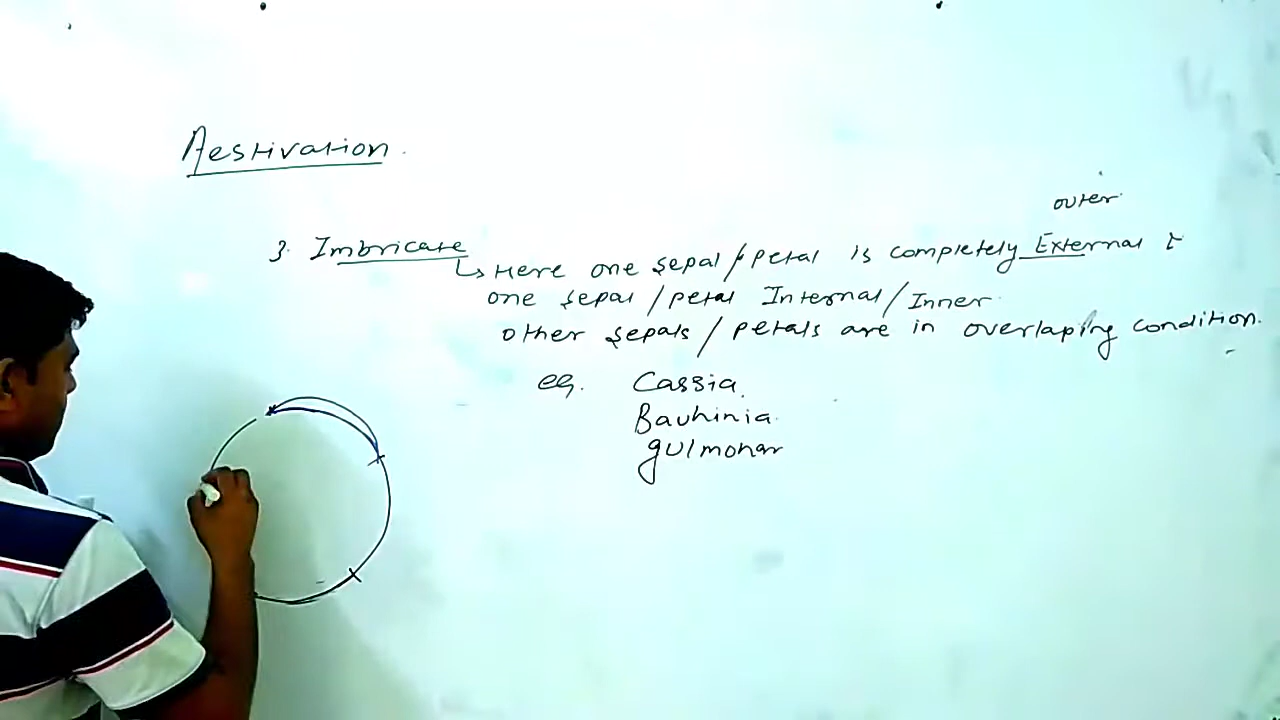 Aestivation.
outer.
3. Imbricate
↳ Here one sepal/petal is completely External &
one sepal/petal Internal/Inner.
other sepals/petals are in overlaping condition.
eg. Cassia.
Bauhinia.
gulmohar